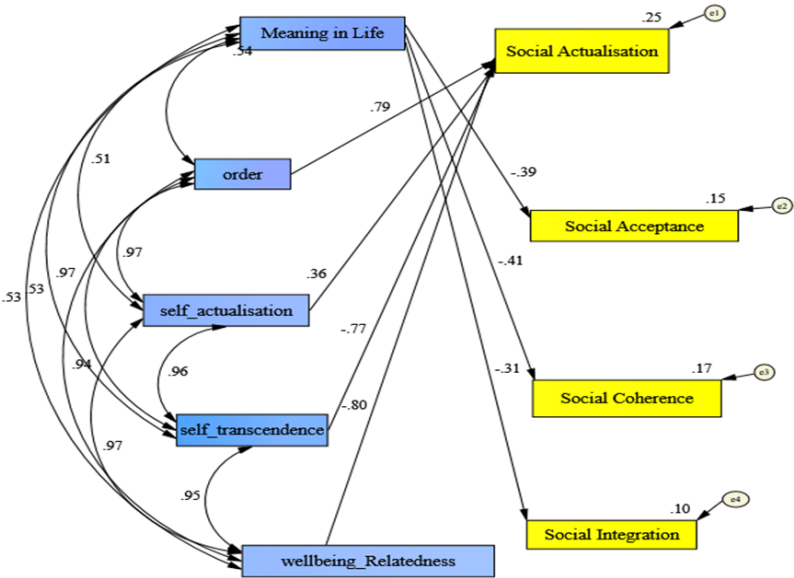 Meaning in Life
.25
e1
Social Actualisation
.54
.79
.51
order
-.39
.15
e2
Social Acceptance
.97
-.41
.97
.36
.53
.53
self_actualisation
-.77
.94
.96
-.31
.17
e3
Social Coherence
-.80
self_transcendence
.97
.95
.10
e4
Social Integration
wellbeing_Relatedness